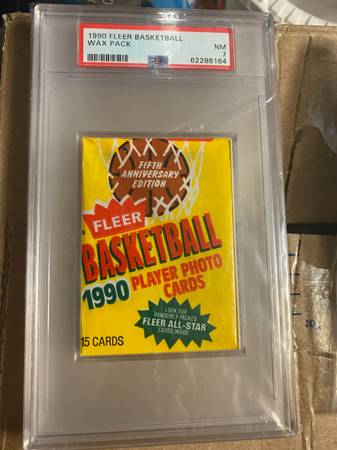 1990 FLEER BASKETBALL
WAX PACK
NM
7
PSA
62288164
FIFTH
ANNIVERSARY
EDITION
FLEER
BASKETBALL
1990 PLAYER PHOTO
CARDS
LOOK FOR
RANDOMLY PACKED
FLEER ALL-STAR
CARDS INSIDE
15 CARDS